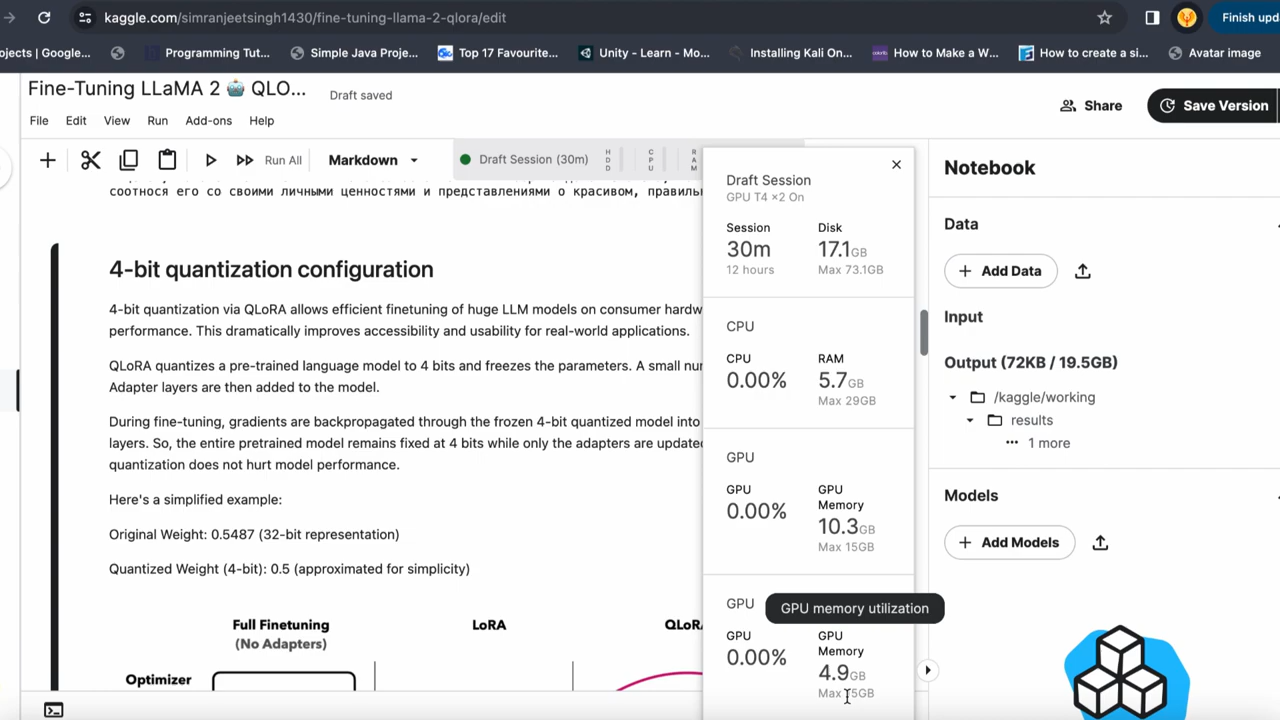 kaggle.com/simranjeetsingh1430/fine-tuning-llama-2-qlora/edit
Finish upd
ojects | Google...
Programming Tut...
Simple Java Proje...
Top 17 Favourite...
Unity - Learn - Mo...
Installing Kali On...
How to Make a W...
How to create a si...
Avatar image
Fine-Tuning LLaMA 2 🤖 QLO...
Draft saved
Share
Save Version
File Edit View Run Add-ons Help
Run All
Markdown
Draft Session (30m)
HDD
CPU
RAM
соотнося его со своими личными ценностями и представлениями о красивом, правиль
4-bit quantization configuration
4-bit quantization via QLoRA allows efficient finetuning of huge LLM models on consumer hardw
performance. This dramatically improves accessibility and usability for real-world applications.
QLoRA quantizes a pre-trained language model to 4 bits and freezes the parameters. A small nu
Adapter layers are then added to the model.
During fine-tuning, gradients are backpropagated through the frozen 4-bit quantized model into
layers. So, the entire pretrained model remains fixed at 4 bits while only the adapters are update
quantization does not hurt model performance.
Here's a simplified example:
Original Weight: 0.5487 (32-bit representation)
Quantized Weight (4-bit): 0.5 (approximated for simplicity)
Full Finetuning
(No Adapters)
LoRA
QLoRA
Optimizer
Draft Session
GPU T4 ×2 On
Session
30m
12 hours
Disk
17.1GB
Max 73.1GB
CPU
CPU
0.00%
RAM
5.7GB
Max 29GB
GPU
GPU
0.00%
GPU
Memory
10.3GB
Max 15GB
GPU
GPU memory utilization
GPU
0.00%
GPU
Memory
4.9GB
Max 15GB
Notebook
Data
Add Data
Input
Output (72KB / 19.5GB)
/kaggle/working
results
1 more
Models
Add Models